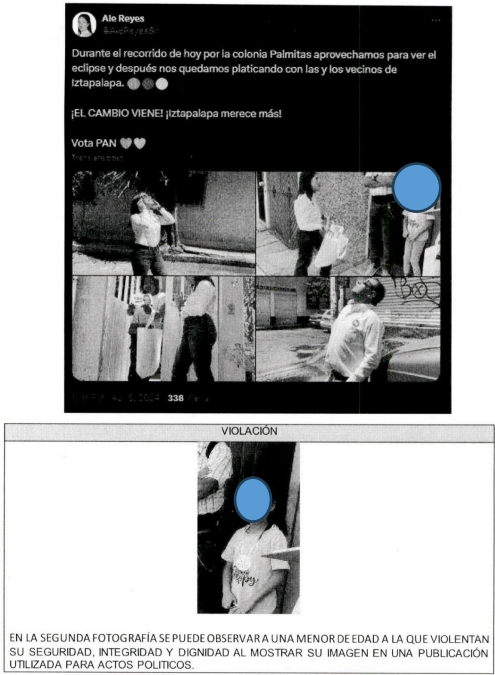 Ale Reyes
Durante el recorrido de hoy por la colonia Palmitas aprovechamos para ver el
eclipse y después nos quedamos platicando con las y los vecinos de
Iztapalapa.
¡EL CAMBIO VIENE! ¡Iztapalapa merece más!
Vota PAN
338
VIOLACIÓN
EN LA SEGUNDA FOTOGRAFÍA SE PUEDE OBSERVAR A UNA MENOR DE EDAD A LA QUE VIOLENTAN
SU SEGURIDAD, INTEGRIDAD Y DIGNIDAD AL MOSTRAR SU IMAGEN EN UNA PUBLICACIÓN
UTILIZADA PARA ACTOS POLITICOS.